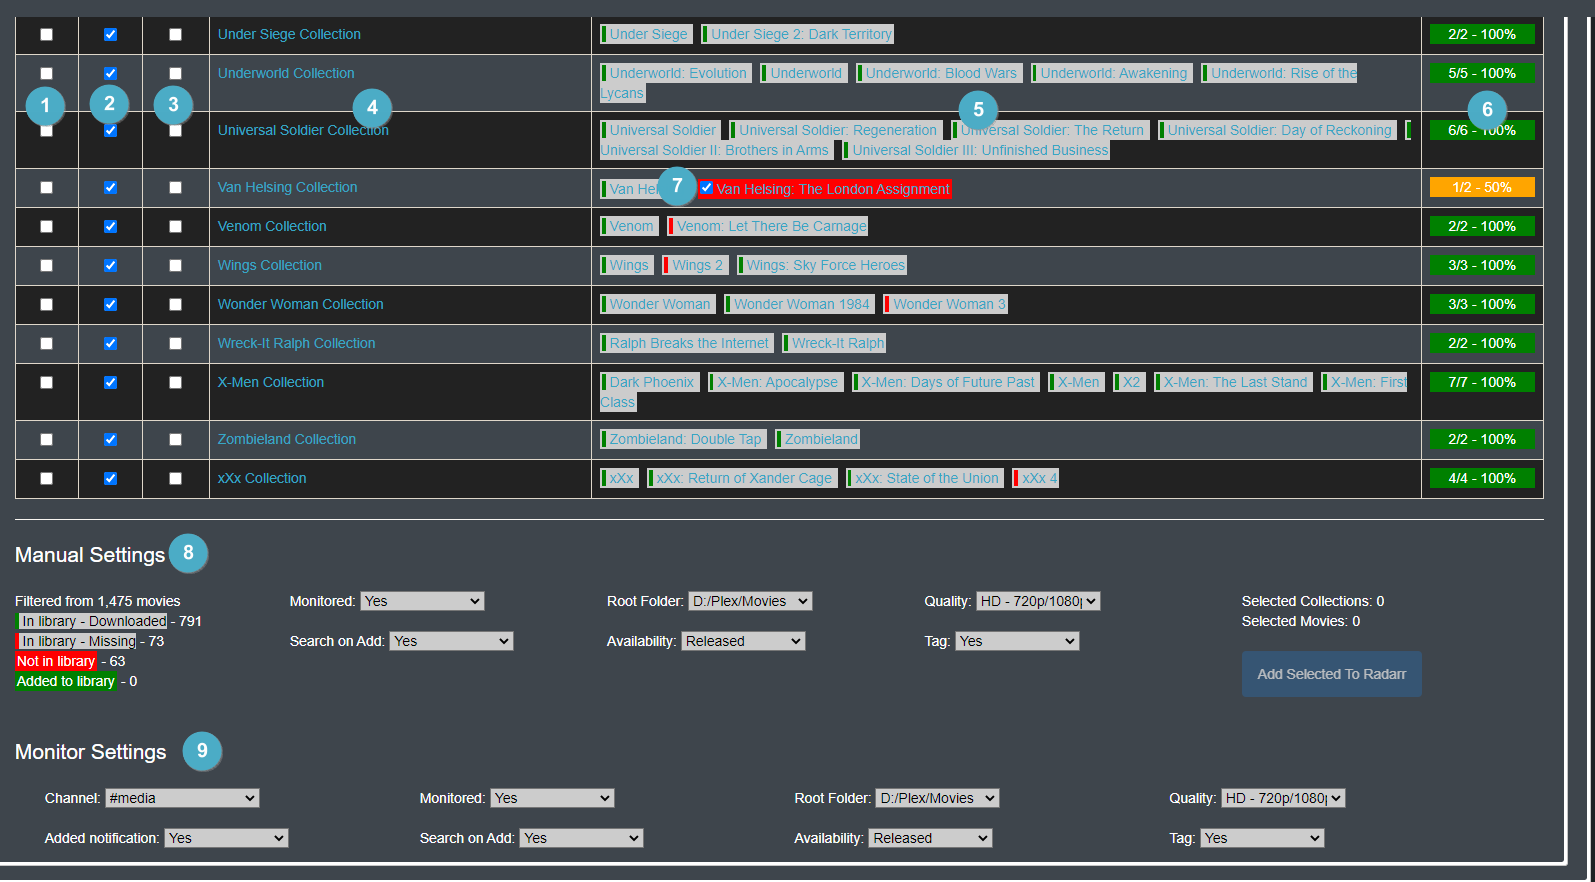 Under Siege Collection Under Siege Under Siege 2: Dark Territory 2/2 - 100%
Underworld Collection Underworld: Evolution Underworld Underworld: Blood Wars Underworld: Awakening Underworld: Rise of the 5/5 - 100%
Lycans
1 2 3 4 5 6
Universal Soldier Collection Universal Soldier Universal Soldier: Regeneration Universal Soldier: The Return Universal Soldier: Day of Reckoning 6/6 - 100%
Universal Soldier II: Brothers in Arms Universal Soldier III: Unfinished Business
Van Helsing Collection Van Hel 7 Van Helsing: The London Assignment 1/2 - 50%
Venom Collection Venom Venom: Let There Be Carnage 2/2 - 100%
Wings Collection Wings Wings 2 Wings: Sky Force Heroes 3/3 - 100%
Wonder Woman Collection Wonder Woman Wonder Woman 1984 Wonder Woman 3 3/3 - 100%
Wreck-It Ralph Collection Ralph Breaks the Internet Wreck-It Ralph 2/2 - 100%
X-Men Collection Dark Phoenix X-Men: Apocalypse X-Men: Days of Future Past X-Men X2 X-Men: The Last Stand X-Men: First 7/7 - 100%
Class
Zombieland Collection Zombieland: Double Tap Zombieland 2/2 - 100%
xXx Collection xXx xXx: Return of Xander Cage xXx: State of the Union xXx 4 4/4 - 100%
Manual Settings 8
Filtered from 1,475 movies Monitored: Yes Root Folder: D:/Plex/Movies Quality: HD - 720p/1080p Selected Collections: 0
In library - Downloaded - 791 Selected Movies: 0
In library - Missing - 73 Search on Add: Yes Availability: Released Tag: Yes
Not in library - 63
Added to library - 0 Add Selected To Radarr
Monitor Settings 9
Channel: #media Monitored: Yes Root Folder: D:/Plex/Movies Quality: HD - 720p/1080p
Added notification: Yes Search on Add: Yes Availability: Released Tag: Yes